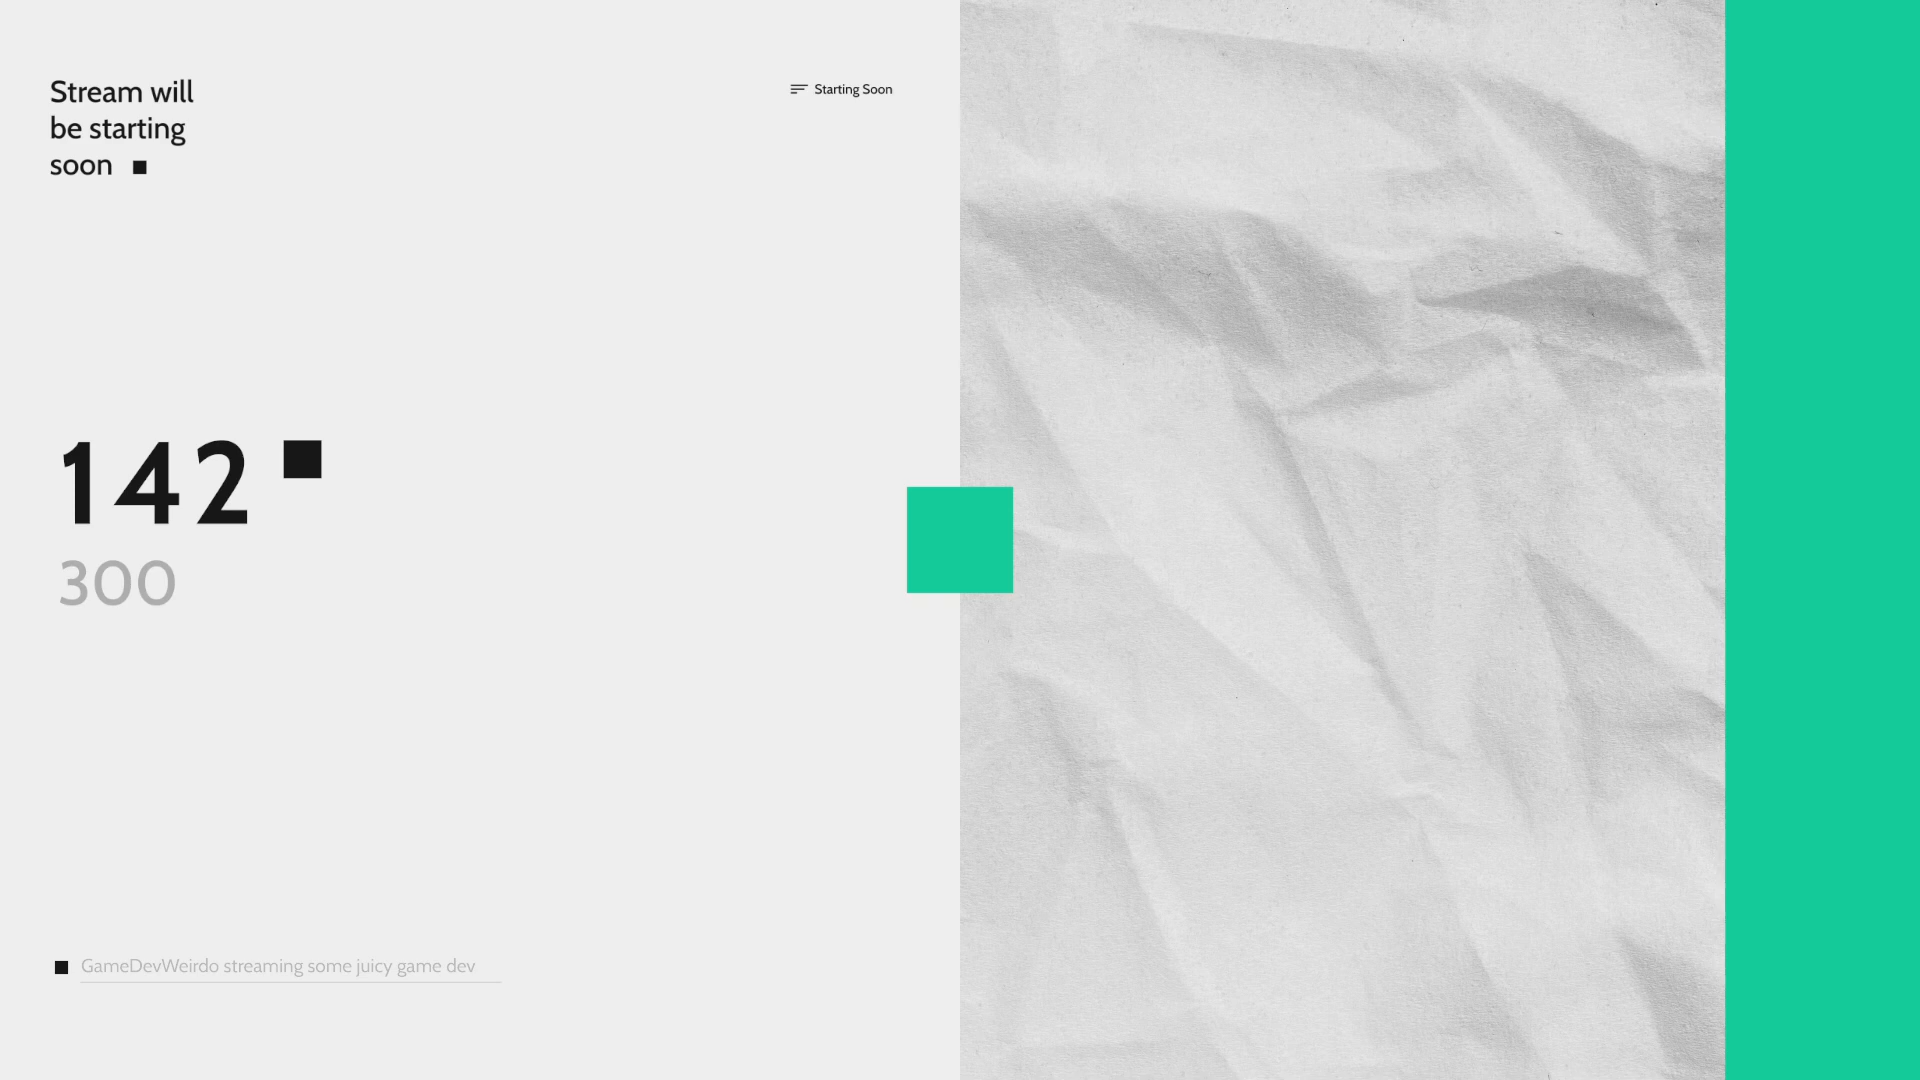 Stream will
be starting
soon
Starting Soon
142
300
GameDevWeirdo streaming some juicy game dev